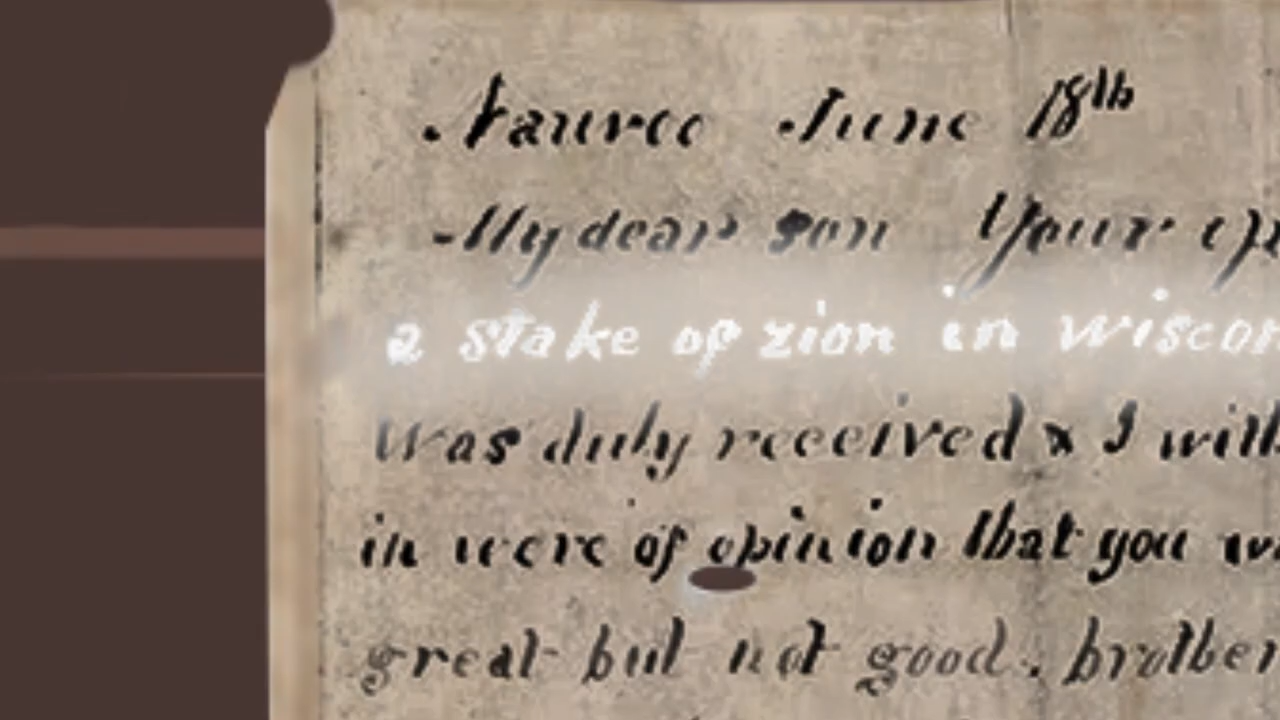 Nauvoo June 18th
My dear son Your
a stake of zion in wiscon
Was duly received & I with
in were of opinion that you
great but not good. brother